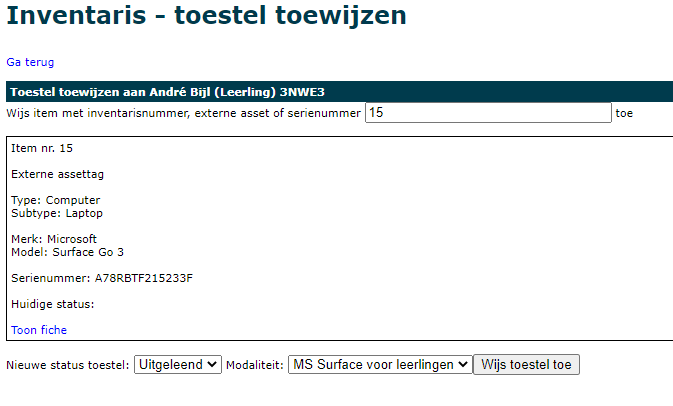 Inventaris - toestel toewijzen
Ga terug
Toestel toewijzen aan André Bijl (Leerling) 3NWE3
Wijs item met inventarisnummer, externe asset of serienummer 15 toe
Item nr. 15
Externe assettag
Type: Computer
Subtype: Laptop
Merk: Microsoft
Model: Surface Go 3
Serienummer: A78RBTF215233F
Huidige status:
Toon fiche
Nieuwe status toestel: Uitgeleend Modaliteit: MS Surface voor leerlingen Wijs toestel toe